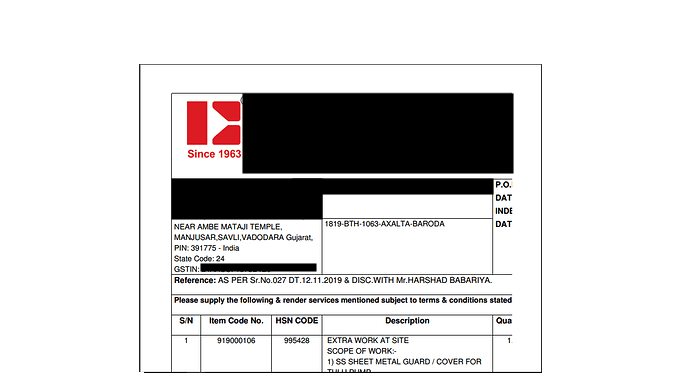 Since 1963
P.O.
DAT
INDE
DAT
1819-BTH-1063-AXALTA-BARODA
NEAR AMBE MATAJI TEMPLE,
MANJUSAR,SAVLI,VADODARA Gujarat,
PIN: 391775 - India
State Code: 24
GSTIN:
Reference: AS PER Sr.No.027 DT.12.11.2019 & DISC.WITH Mr.HARSHAD BABARIYA.
Please supply the following & render services mentioned subject to terms & conditions stated
S/N Item Code No. HSN CODE Description Qua
1 919000106 995428 EXTRA WORK AT SITE 1
SCOPE OF WORK:-
1) SS SHEET METAL GUARD / COVER FOR